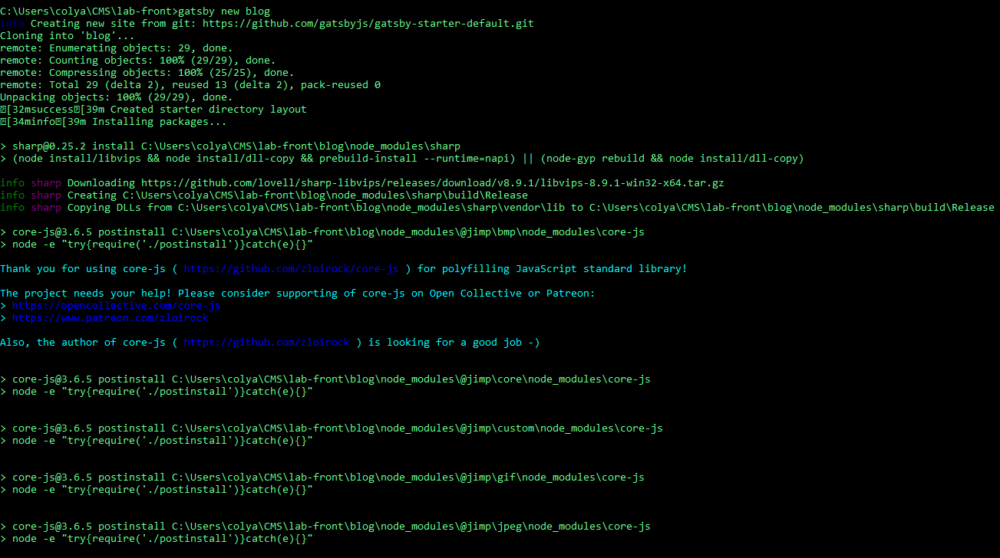 C:\Users\colya\CMS\lab-front>gatsby new blog
info Creating new site from git: https://github.com/gatsbyjs/gatsby-starter-default.git
Cloning into 'blog'...
remote: Enumerating objects: 29, done.
remote: Counting objects: 100% (29/29), done.
remote: Compressing objects: 100% (25/25), done.
remote: Total 29 (delta 2), reused 13 (delta 2), pack-reused 0
Unpacking objects: 100% (29/29), done.
[32msuccess[39m Created starter directory layout
[34minfo[39m Installing packages...
> sharp@0.25.2 install C:\Users\colya\CMS\lab-front\blog\node_modules\sharp
> (node install/libvips && node install/dll-copy && prebuild-install --runtime=napi) || (node-gyp rebuild && node install/dll-copy)
info sharp Downloading https://github.com/lovell/sharp-libvips/releases/download/v8.9.1/libvips-8.9.1-win32-x64.tar.gz
info sharp Creating C:\Users\colya\CMS\lab-front\blog\node_modules\sharp\build\Release
info sharp Copying DLLs from C:\Users\colya\CMS\lab-front\blog\node_modules\sharp\vendor\lib to C:\Users\colya\CMS\lab-front\blog\node_modules\sharp\build\Release
> core-js@3.6.5 postinstall C:\Users\colya\CMS\lab-front\blog\node_modules\@jimp\bmp\node_modules\core-js
> node -e "try{require('./postinstall')}catch(e){}"
Thank you for using core-js ( https://github.com/zloirock/core-js ) for polyfilling JavaScript standard library!
The project needs your help! Please consider supporting of core-js on Open Collective or Patreon:
> https://opencollective.com/core-js
> https://www.patreon.com/zloirock
Also, the author of core-js ( https://github.com/zloirock ) is looking for a good job -)
> core-js@3.6.5 postinstall C:\Users\colya\CMS\lab-front\blog\node_modules\@jimp\core\node_modules\core-js
> node -e "try{require('./postinstall')}catch(e){}"
> core-js@3.6.5 postinstall C:\Users\colya\CMS\lab-front\blog\node_modules\@jimp\custom\node_modules\core-js
> node -e "try{require('./postinstall')}catch(e){}"
> core-js@3.6.5 postinstall C:\Users\colya\CMS\lab-front\blog\node_modules\@jimp\gif\node_modules\core-js
> node -e "try{require('./postinstall')}catch(e){}"
> core-js@3.6.5 postinstall C:\Users\colya\CMS\lab-front\blog\node_modules\@jimp\jpeg\node_modules\core-js
> node -e "try{require('./postinstall')}catch(e){}"